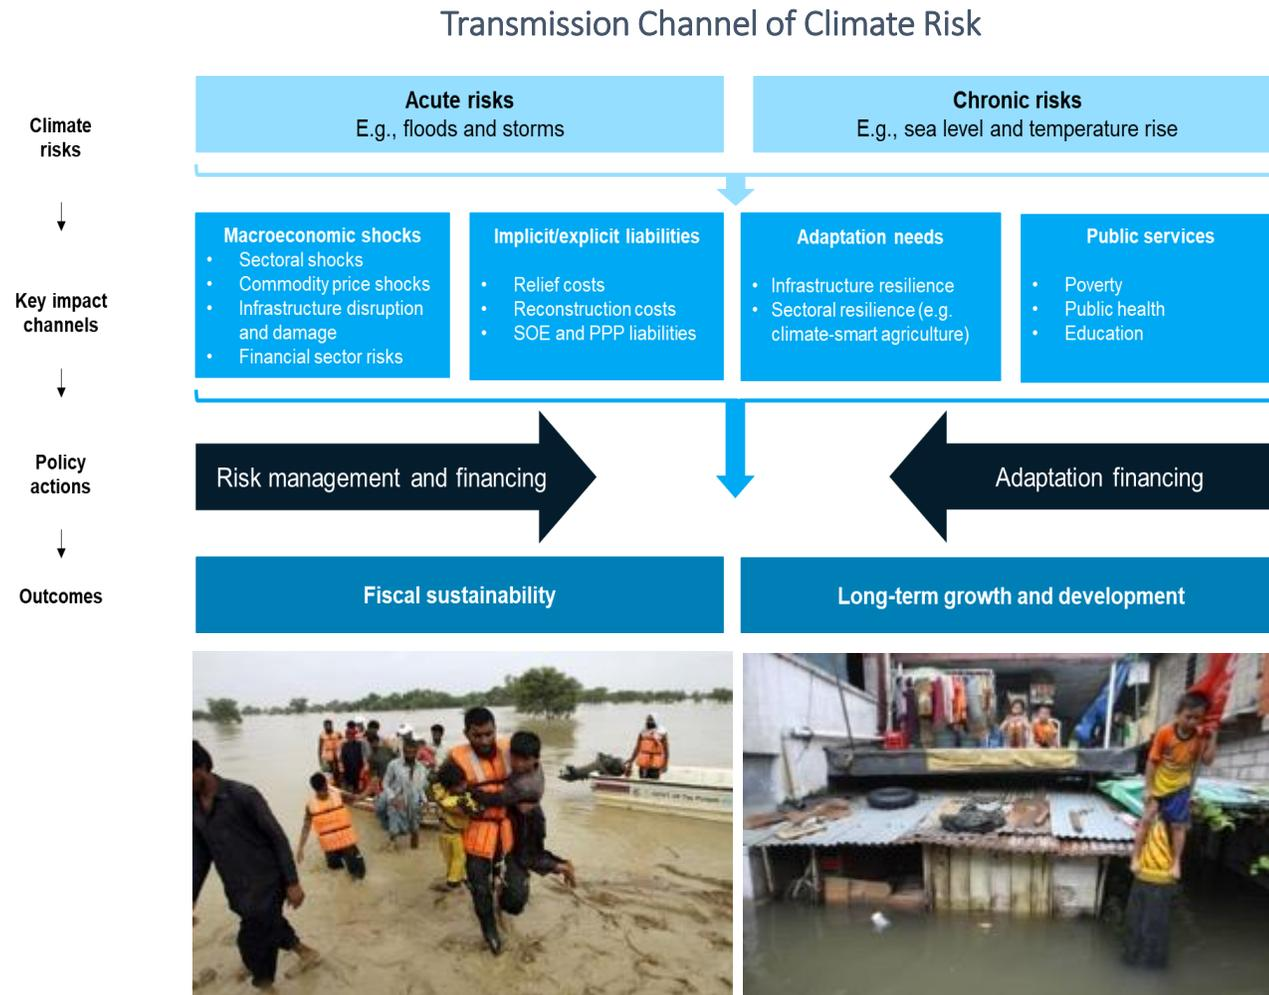 Transmission Channel of Climate Risk
Climate
risks
Acute risks
E.g., floods and storms
Chronic risks
E.g., sea level and temperature rise
Key impact
channels
Macroeconomic shocks
• Sectoral shocks
• Commodity price shocks
• Infrastructure disruption
and damage
• Financial sector risks
Implicit/explicit liabilities
• Relief costs
• Reconstruction costs
• SOE and PPP liabilities
Adaptation needs
• Infrastructure resilience
• Sectoral resilience (e.g.
climate-smart agriculture)
Public services
• Poverty
• Public health
• Education
Policy
actions
Risk management and financing
Adaptation financing
Outcomes
Fiscal sustainability
Long-term growth and development